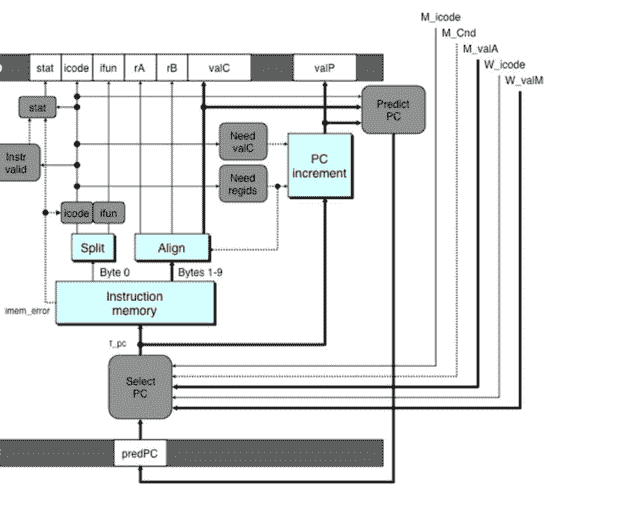 M_icode
M_Cnd
M_valA
W_icode
W_valM
stat icode ifun rA rB valC valP
stat
Predict
PC
Instr
valid
Need
valC
Need
regids
PC
increment
icode ifun
Split
Align
Byte 0
Bytes 1-9
Instruction
memory
imem_error
f_pc
Select
PC
predPC